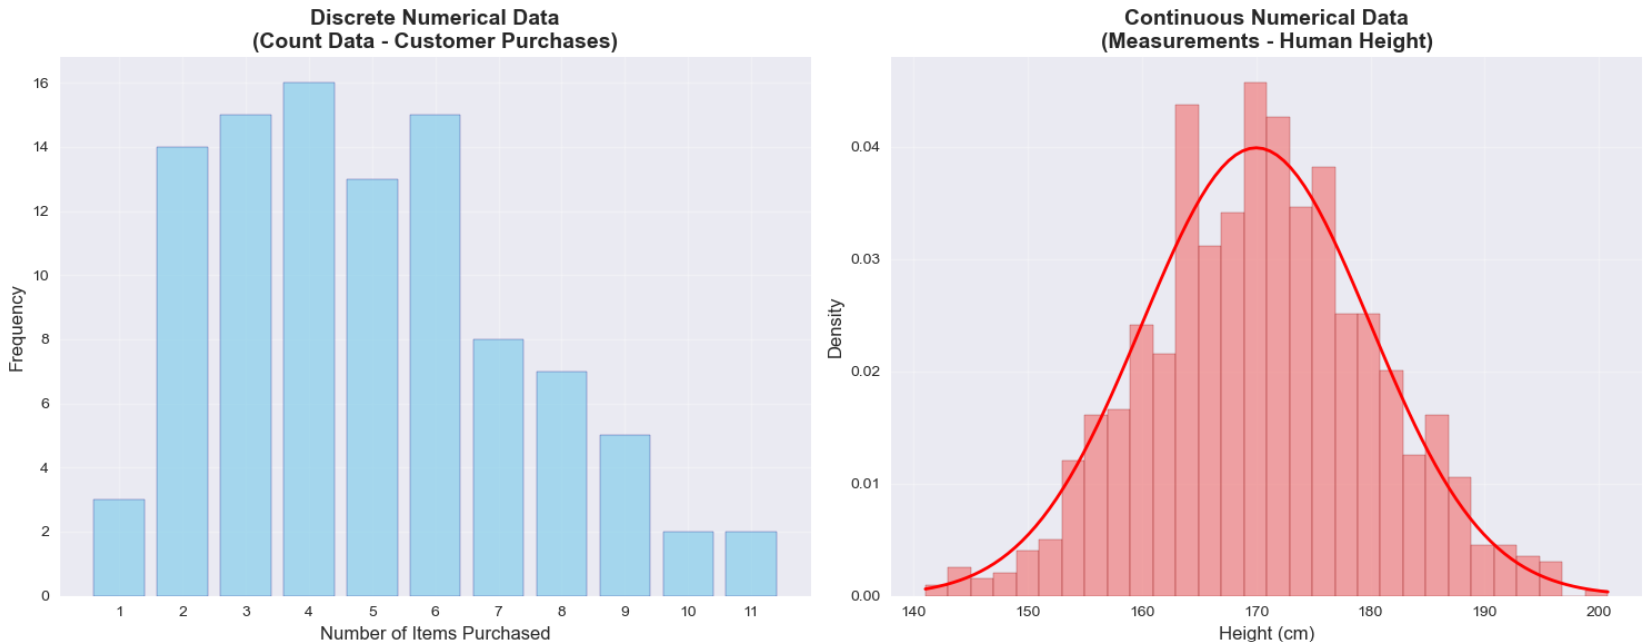 Discrete Numerical Data
(Count Data - Customer Purchases)
16
14
12
10
8
6
4
2
0
Frequency
1 2 3 4 5 6 7 8 9 10 11
Number of Items Purchased
Continuous Numerical Data
(Measurements - Human Height)
0.04
0.03
0.02
0.01
0.00
Density
140 150 160 170 180 190 200
Height (cm)